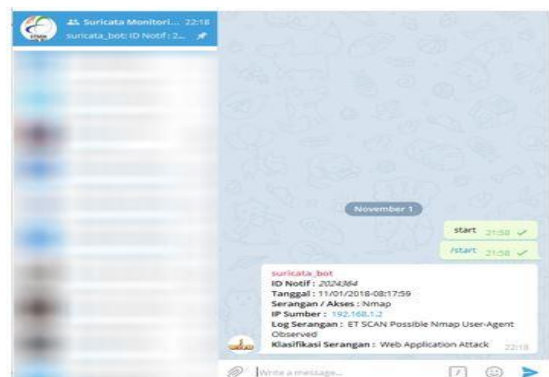 Suricata Monitori... 22:18
suricata_bot: ID Notif : 2...
November 1
start 21:58
/start 21:58
suricata_bot
ID Notif : 2024364
Tanggal : 11/01/2018-08:17:59
Serangan / Akses : Nmap
IP Sumber : 192.168.1.2
Log Serangan : ET SCAN Possible Nmap User-Agent
Observed
Klasifikasi Serangan : Web Application Attack 22:18
Write a message...